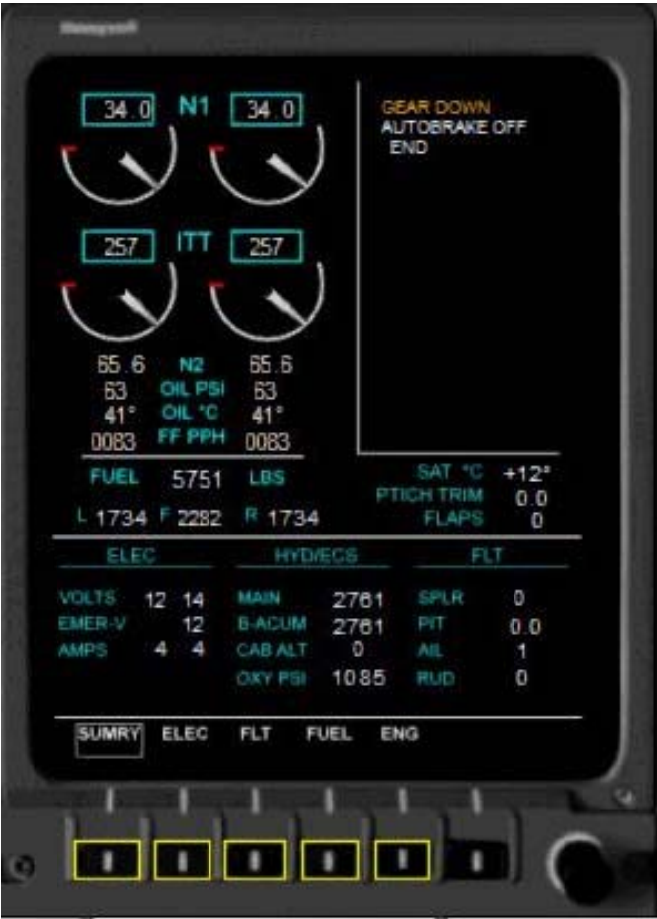 Honeywell
34.0 N1 34.0
GEAR DOWN
AUTOBRAKE OFF
END
257 ITT 257
65.6 N2 65.6
63 OIL PSI 63
41° OIL °C 41°
0083 FF PPH 0083
FUEL 5751 LBS
L 1734 F 2282 R 1734
SAT °C +12°
PTICH TRIM 0.0
FLAPS 0
ELEC HYD/ECS FLT
VOLTS 12 14 MAIN 2761 SPLR 0
EMER-V 12 B-ACUM 2761 PIT 0.0
AMPS 4 4 CAB ALT 0 AIL 1
OXY PSI 1085 RUD 0
SUMRY ELEC FLT FUEL ENG